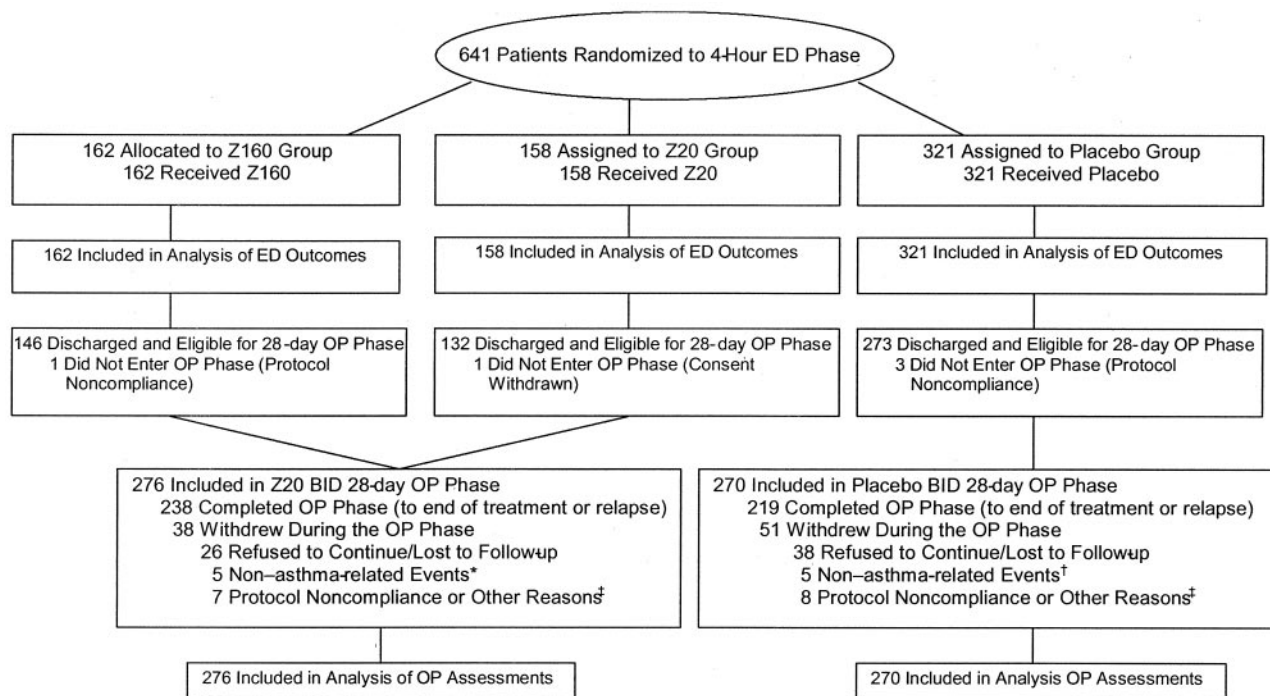 641 Patients Randomized to 4-Hour ED Phase
162 Allocated to Z160 Group
162 Received Z160
158 Assigned to Z20 Group
158 Received Z20
321 Assigned to Placebo Group
321 Received Placebo
162 Included in Analysis of ED Outcomes
158 Included in Analysis of ED Outcomes
321 Included in Analysis of ED Outcomes
146 Discharged and Eligible for 28-day OP Phase
1 Did Not Enter OP Phase (Protocol
Noncompliance)
132 Discharged and Eligible for 28-day OP Phase
1 Did Not Enter OP Phase (Consent
Withdrawn)
273 Discharged and Eligible for 28-day OP Phase
3 Did Not Enter OP Phase (Protocol
Noncompliance)
276 Included in Z20 BID 28-day OP Phase
238 Completed OP Phase (to end of treatment or relapse)
38 Withdrew During the OP Phase
26 Refused to Continue/Lost to Follow-up
5 Non–asthma-related Events*
7 Protocol Noncompliance or Other Reasons‡
270 Included in Placebo BID 28-day OP Phase
219 Completed OP Phase (to end of treatment or relapse)
51 Withdrew During the OP Phase
38 Refused to Continue/Lost to Follow-up
5 Non–asthma-related Events†
8 Protocol Noncompliance or Other Reasons‡
276 Included in Analysis of OP Assessments
270 Included in Analysis OP Assessments